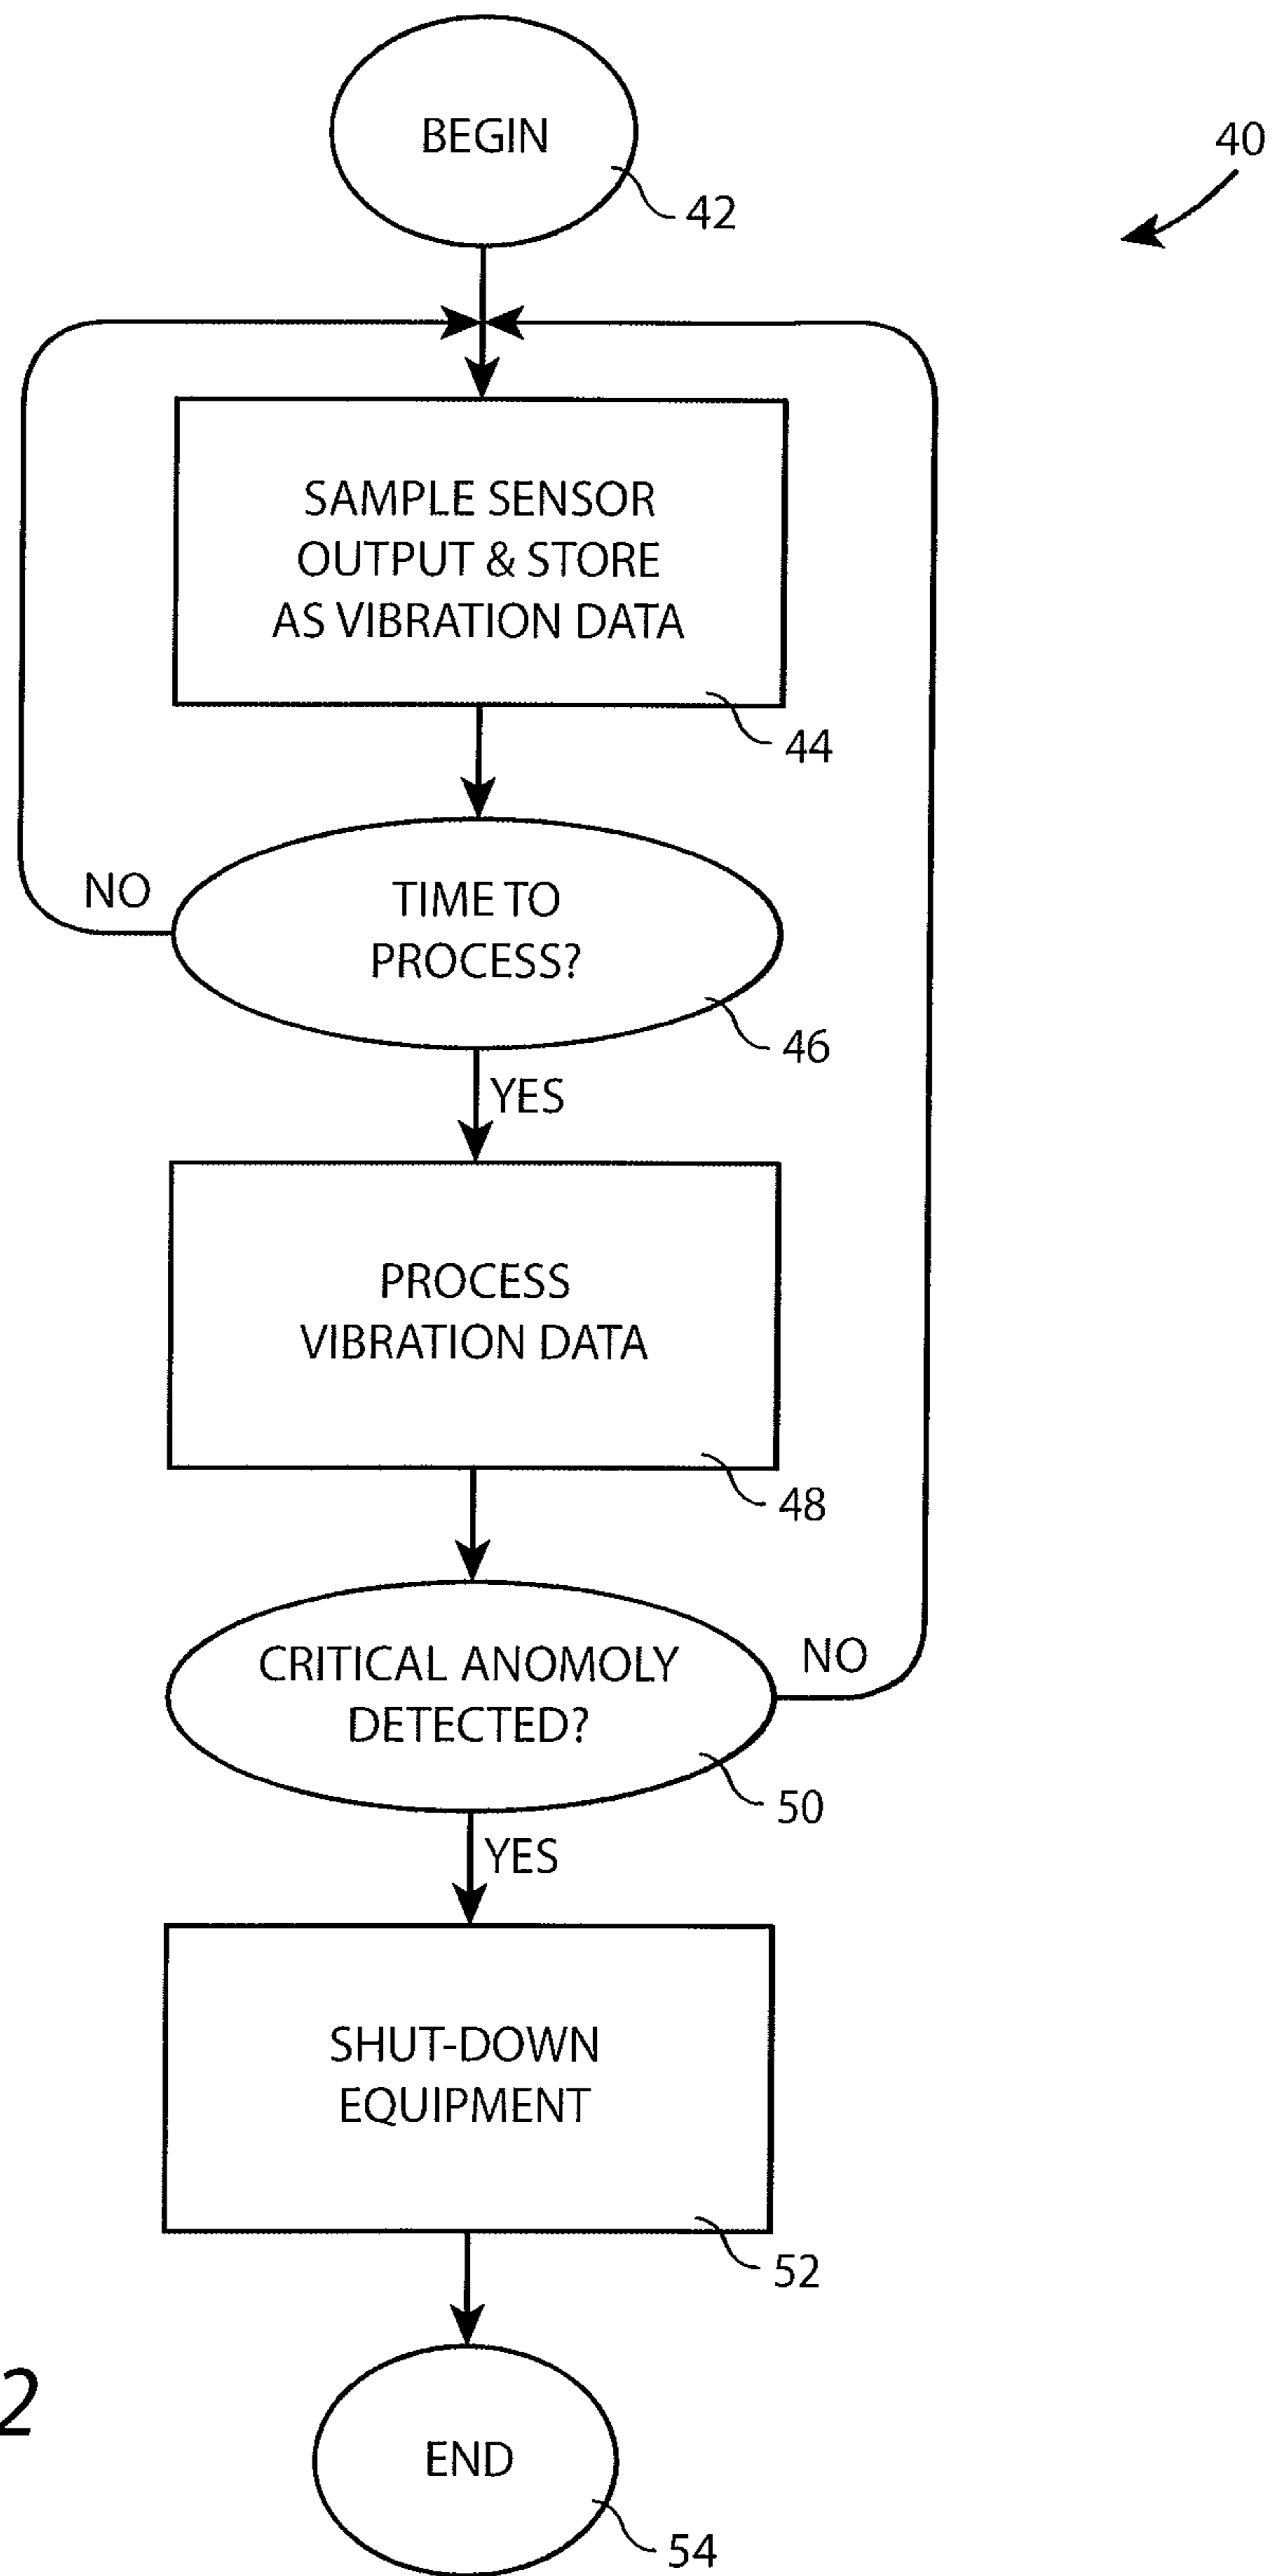 BEGIN
40
42
SAMPLE SENSOR
OUTPUT & STORE
AS VIBRATION DATA
44
NO
TIME TO
PROCESS?
46
YES
PROCESS
VIBRATION DATA
48
CRITICAL ANOMOLY
DETECTED?
NO
50
YES
SHUT-DOWN
EQUIPMENT
52
2
END
54